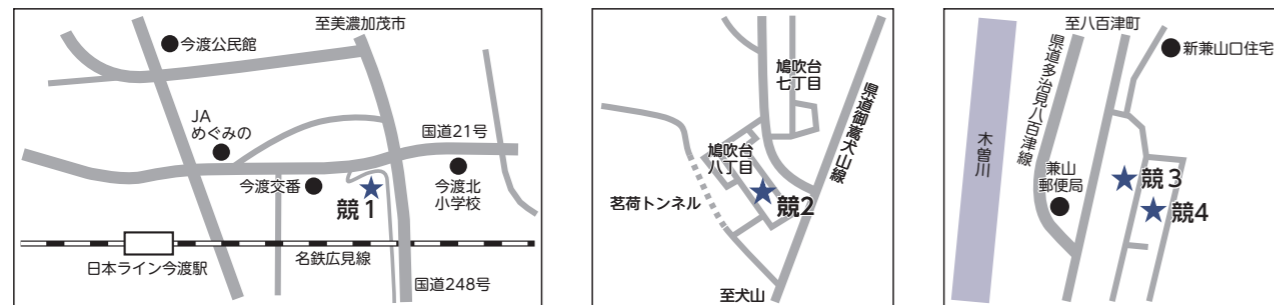 至美濃加茂市
今渡公民館
JA
めぐみの
国道21号
今渡交番
競 1
今渡北
小学校
日本ライン今渡駅
名鉄広見線
国道248号
鳩吹台
七丁目
県道御嵩犬山線
鳩吹台
八丁目
競2
茗荷トンネル
至犬山
至八百津町
新兼山口住宅
県道多治見八百津線
木曽川
兼山
郵便局
競 3
競4